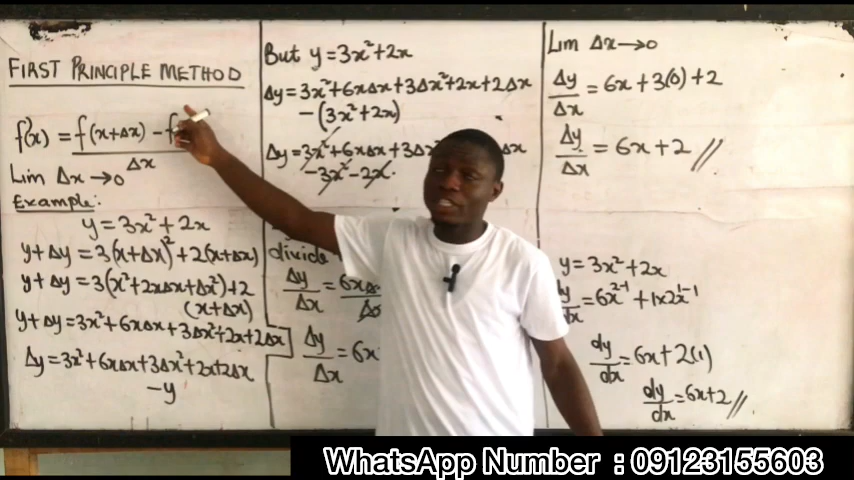 FIRST PRINCIPLE METHOD
f'(x) = f(x+Δx) - f
Δx
Lim Δx→0
Example:
y = 3x²+2x
y+Δy = 3(x+Δx)²+2(x+Δx)
y+Δy = 3(x²+2xΔx+Δx²)+2
(x+Δx)
y+Δy = 3x²+6xΔx+3Δx²+2x+2Δx
Δy = 3x²+6xΔx+3Δx²+2x+2Δx
-y
But y = 3x²+2x
Δy = 3x²+6xΔx+3Δx²+2x+2Δx
-(3x²+2x)
Δy = 3x²+6xΔx+3Δx Δx
-3x²-2x.
divide
Δy/Δx = 6xΔx
Δy/Δx = 6x
Lim Δx→0
Δy/Δx = 6x+3(0)+2
Δy/Δx = 6x+2 //
y = 3x²+2x
dy/dx = 6x²⁻¹+1×2x¹⁻¹
dy/dx = 6x+2(1)
dy/dx = 6x+2 //
WhatsApp Number : 09123155603